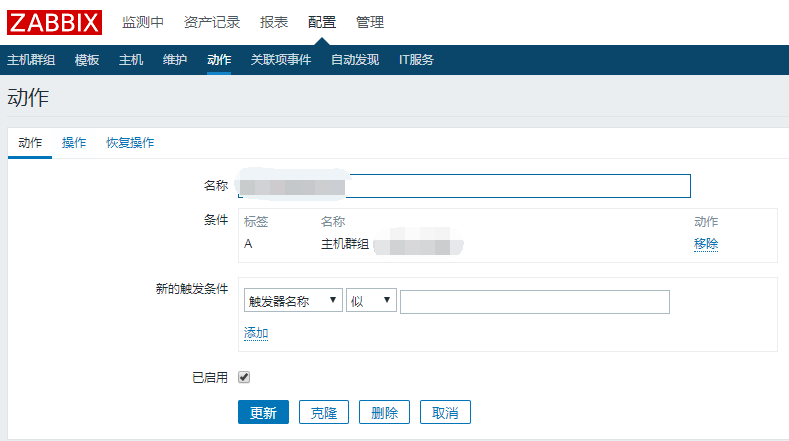 ZABBIX 监测中 资产记录 报表 配置 管理
主机群组 模板 主机 维护 动作 关联项事件 自动发现 IT服务
动作
动作 操作 恢复操作
名称
条件 标签 名称 动作
A 主机群组 移除
新的触发条件
触发器名称 似
添加
已启用
更新 克隆 删除 取消